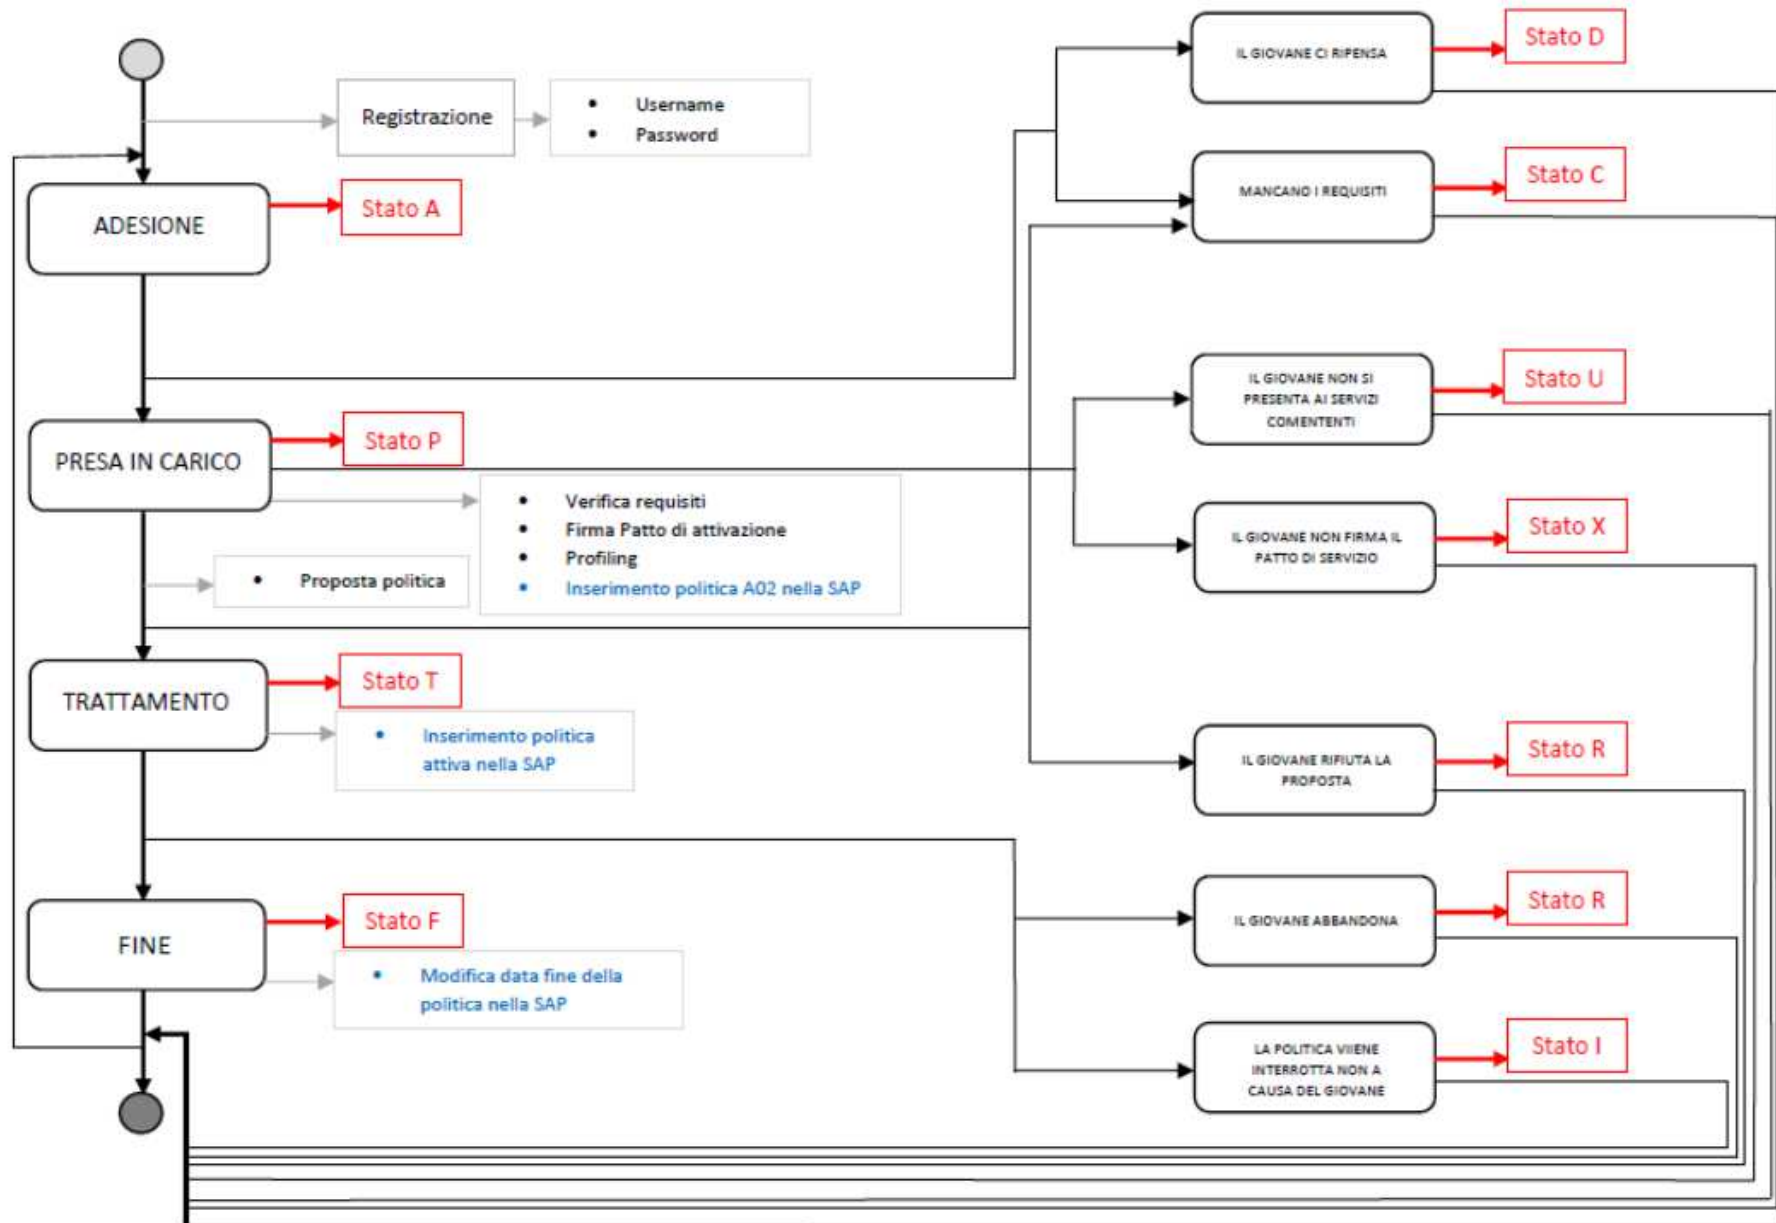 Registrazione
• Username
• Password
ADESIONE
Stato A
PRESA IN CARICO
Stato P
• Verifica requisiti
• Firma Patto di attivazione
• Profiling
• Inserimento politica A02 nella SAP
• Proposta politica
TRATTAMENTO
Stato T
• Inserimento politica
attiva nella SAP
FINE
Stato F
• Modifica data fine della
politica nella SAP
IL GIOVANE CI RIPENSA
Stato D
MANCANO I REQUISITI
Stato C
IL GIOVANE NON SI
PRESENTA AI SERVIZI
COMENTENTI
Stato U
IL GIOVANE NON FIRMA IL
PATTO DI SERVIZIO
Stato X
IL GIOVANE RIFIUTA LA
PROPOSTA
Stato R
IL GIOVANE ABBANDONA
Stato R
LA POLITICA VIIENE
INTERROTTA NON A
CAUSA DEL GIOVANE
Stato I